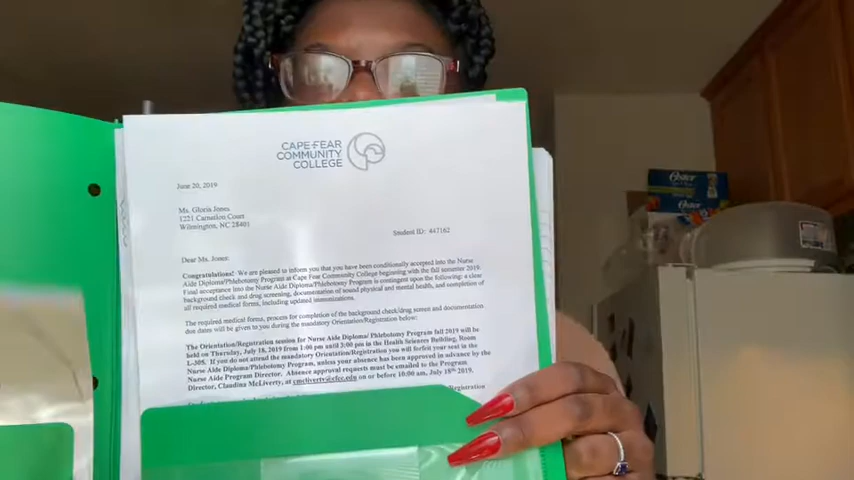 CAPE FEAR
COMMUNITY
COLLEGE
June 20, 2019
Ms. Gloria Jones
1221 Carnation Court
Wilmington, NC 28401
Student ID: 447162
Dear Ms. Jones:
Congratulations! We are pleased to inform you that you have been conditionally accepted into the Nurse
Aide Diploma/Phlebotomy Program at Cape Fear Community College beginning with the fall semester 2019.
Final acceptance into Nurse Aide Diploma/Phlebotomy Program is contingent upon the following: a clear
background check and drug screening, documentation of sound physical and mental health, and completion of
all required medical forms, including updated immunizations.
The required medical forms, process for completion of the background check/drug screen and documentation
due dates will be given to you during the mandatory Orientation/Registration session.
The Orientation/Registration session for Nurse Aide Diploma/Phlebotomy Program fall 2019 will be
held on Thursday, July 18, 2019 from 1:00 pm until 3:00 pm in the Health Sciences Building, Room
L-305. If you do not attend the mandatory Orientation/Registration, you will forfeit your seat in the
Nurse Aide Diploma/Phlebotomy Program, unless your absence has been approved in advance by the
Nurse Aide Program Director. Absence approval requests must be emailed to the Program
Director, Claudina McLiverty, at cmcliverty@cfcc.edu on or before 10:00 am, July 18th 2019.
Registration
Oster
Oster